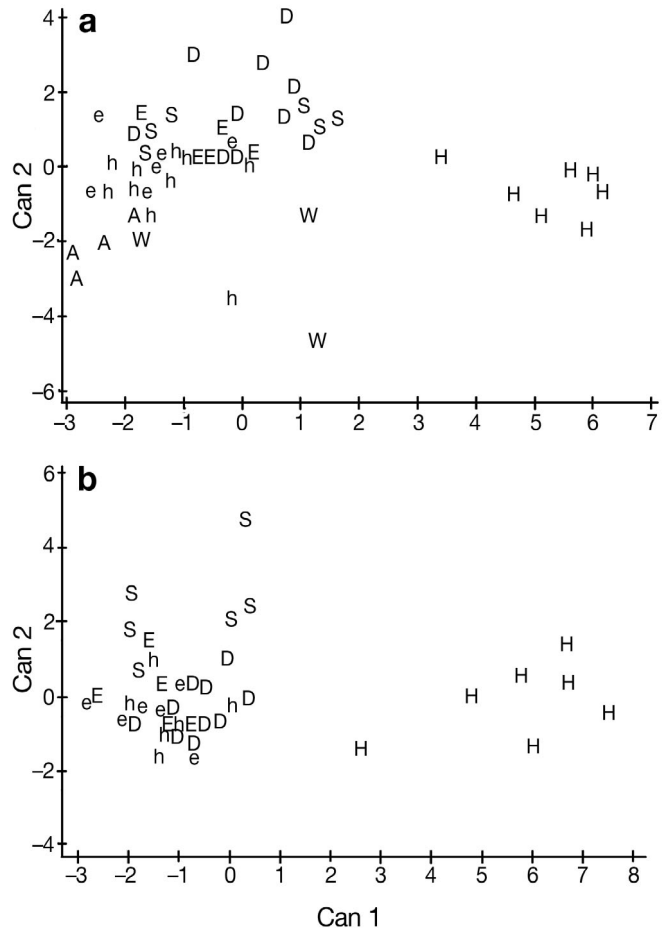 4 a D
D D
2 D
e E S D D S S
D S E S
e D
S e h h E E D D E H
0 h h e h H H
h
e h e e H H
A h W H
H
−2 A W
A
A
h
−4
W
−6
Can 2
−3 −2 −1 0 1 2 3 4 5 6 7
6 b
S
4
S
S
2 S
S
E H
h D
S H
E e D D H
0 e E h e e D h D H
e D E h E D D H
h D D
h e H H
−2
−4
Can 2
−3 −2 −1 0 1 2 3 4 5 6 7 8
Can 1